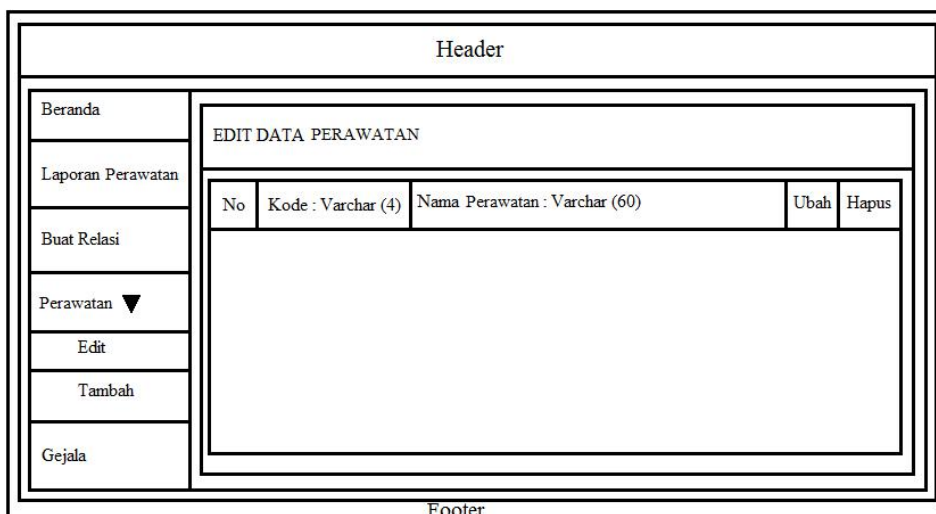 Header
Beranda
Laporan Perawatan
Buat Relasi
Perawatan
Edit
Tambah
Gejala
EDIT DATA PERAWATAN
No Kode : Varchar (4) Nama Perawatan : Varchar (60) Ubah Hapus
Footer